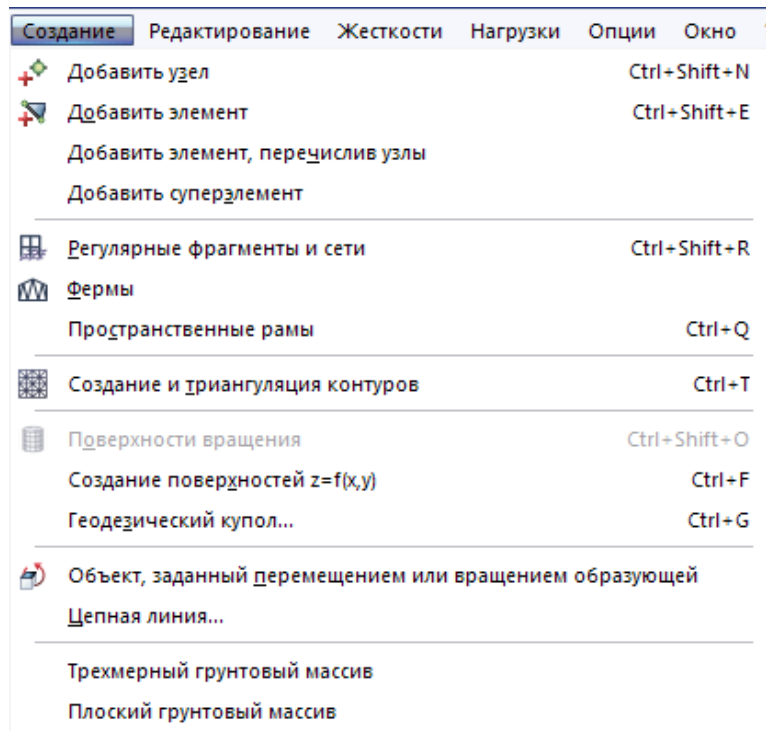 Создание Редактирование Жесткости Нагрузки Опции Окно
Добавить узел Ctrl+Shift+N
Добавить элемент Ctrl+Shift+E
Добавить элемент, перечислив узлы
Добавить суперэлемент
Регулярные фрагменты и сети Ctrl+Shift+R
Фермы
Пространственные рамы Ctrl+Q
Создание и триангуляция контуров Ctrl+T
Поверхности вращения Ctrl+Shift+O
Создание поверхностей z=f(x,y) Ctrl+F
Геодезический купол... Ctrl+G
Объект, заданный перемещением или вращением образующей
Цепная линия...
Трехмерный грунтовый массив
Плоский грунтовый массив